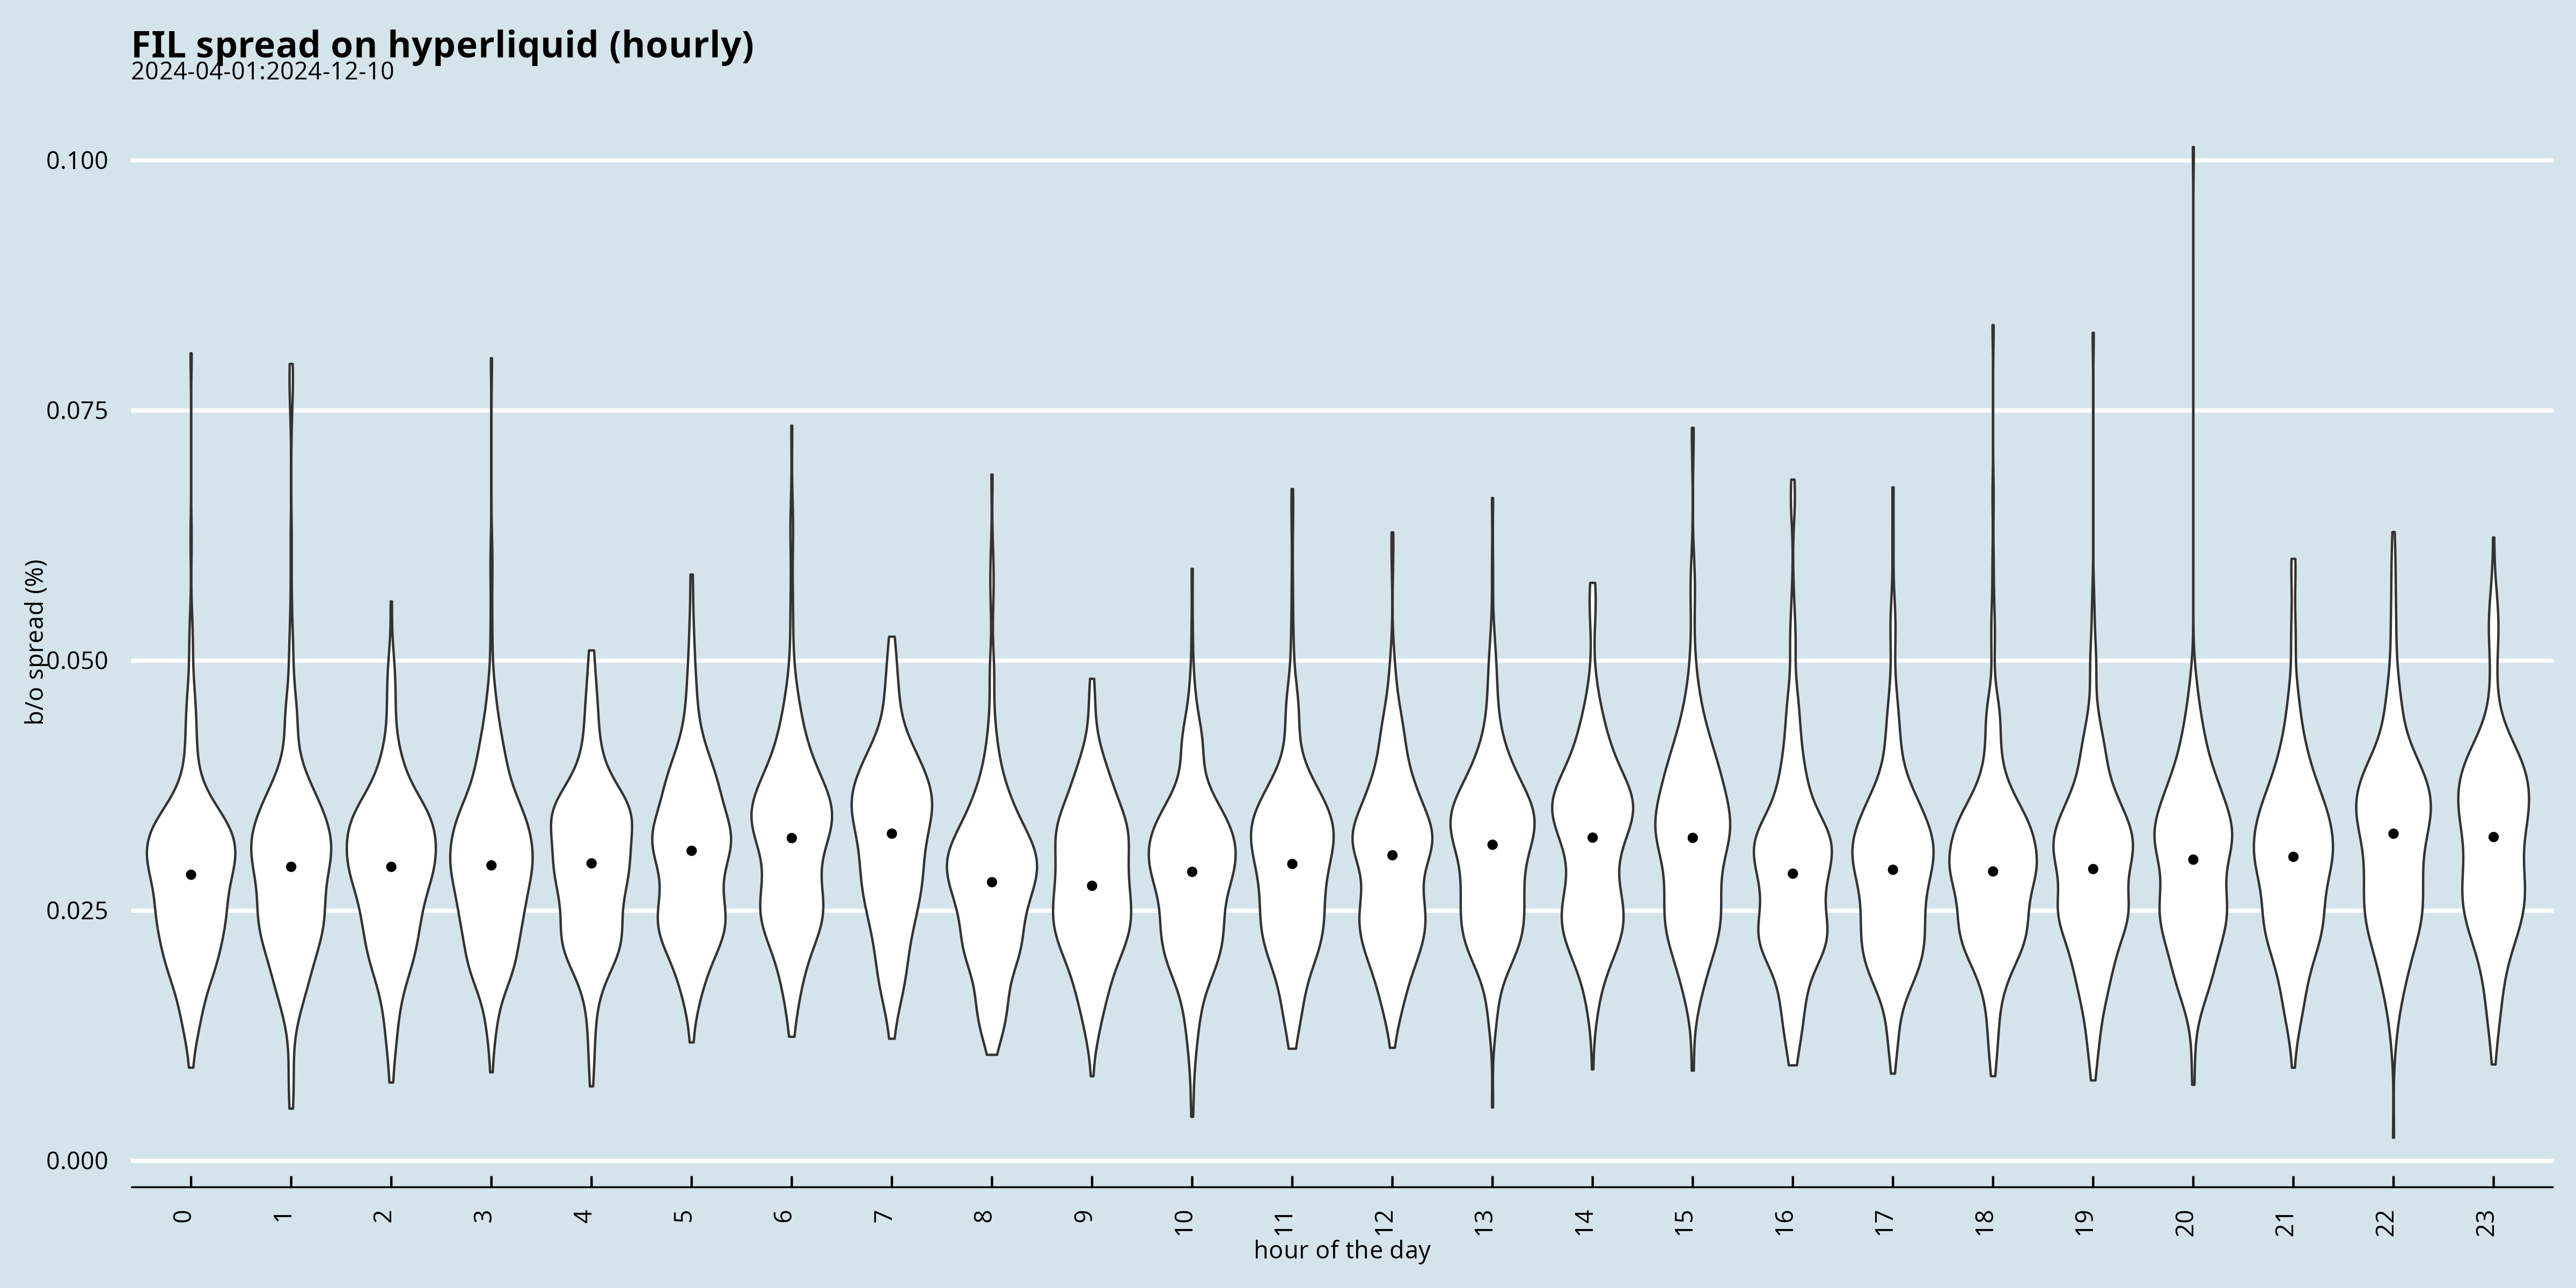 FIL spread on hyperliquid (hourly)
2024-04-01:2024-12-10
0.100
0.075
0.050
0.025
0.000
b/o spread (%)
0 1 2 3 4 5 6 7 8 9 10 11 12 13 14 15 16 17 18 19 20 21 22 23
hour of the day